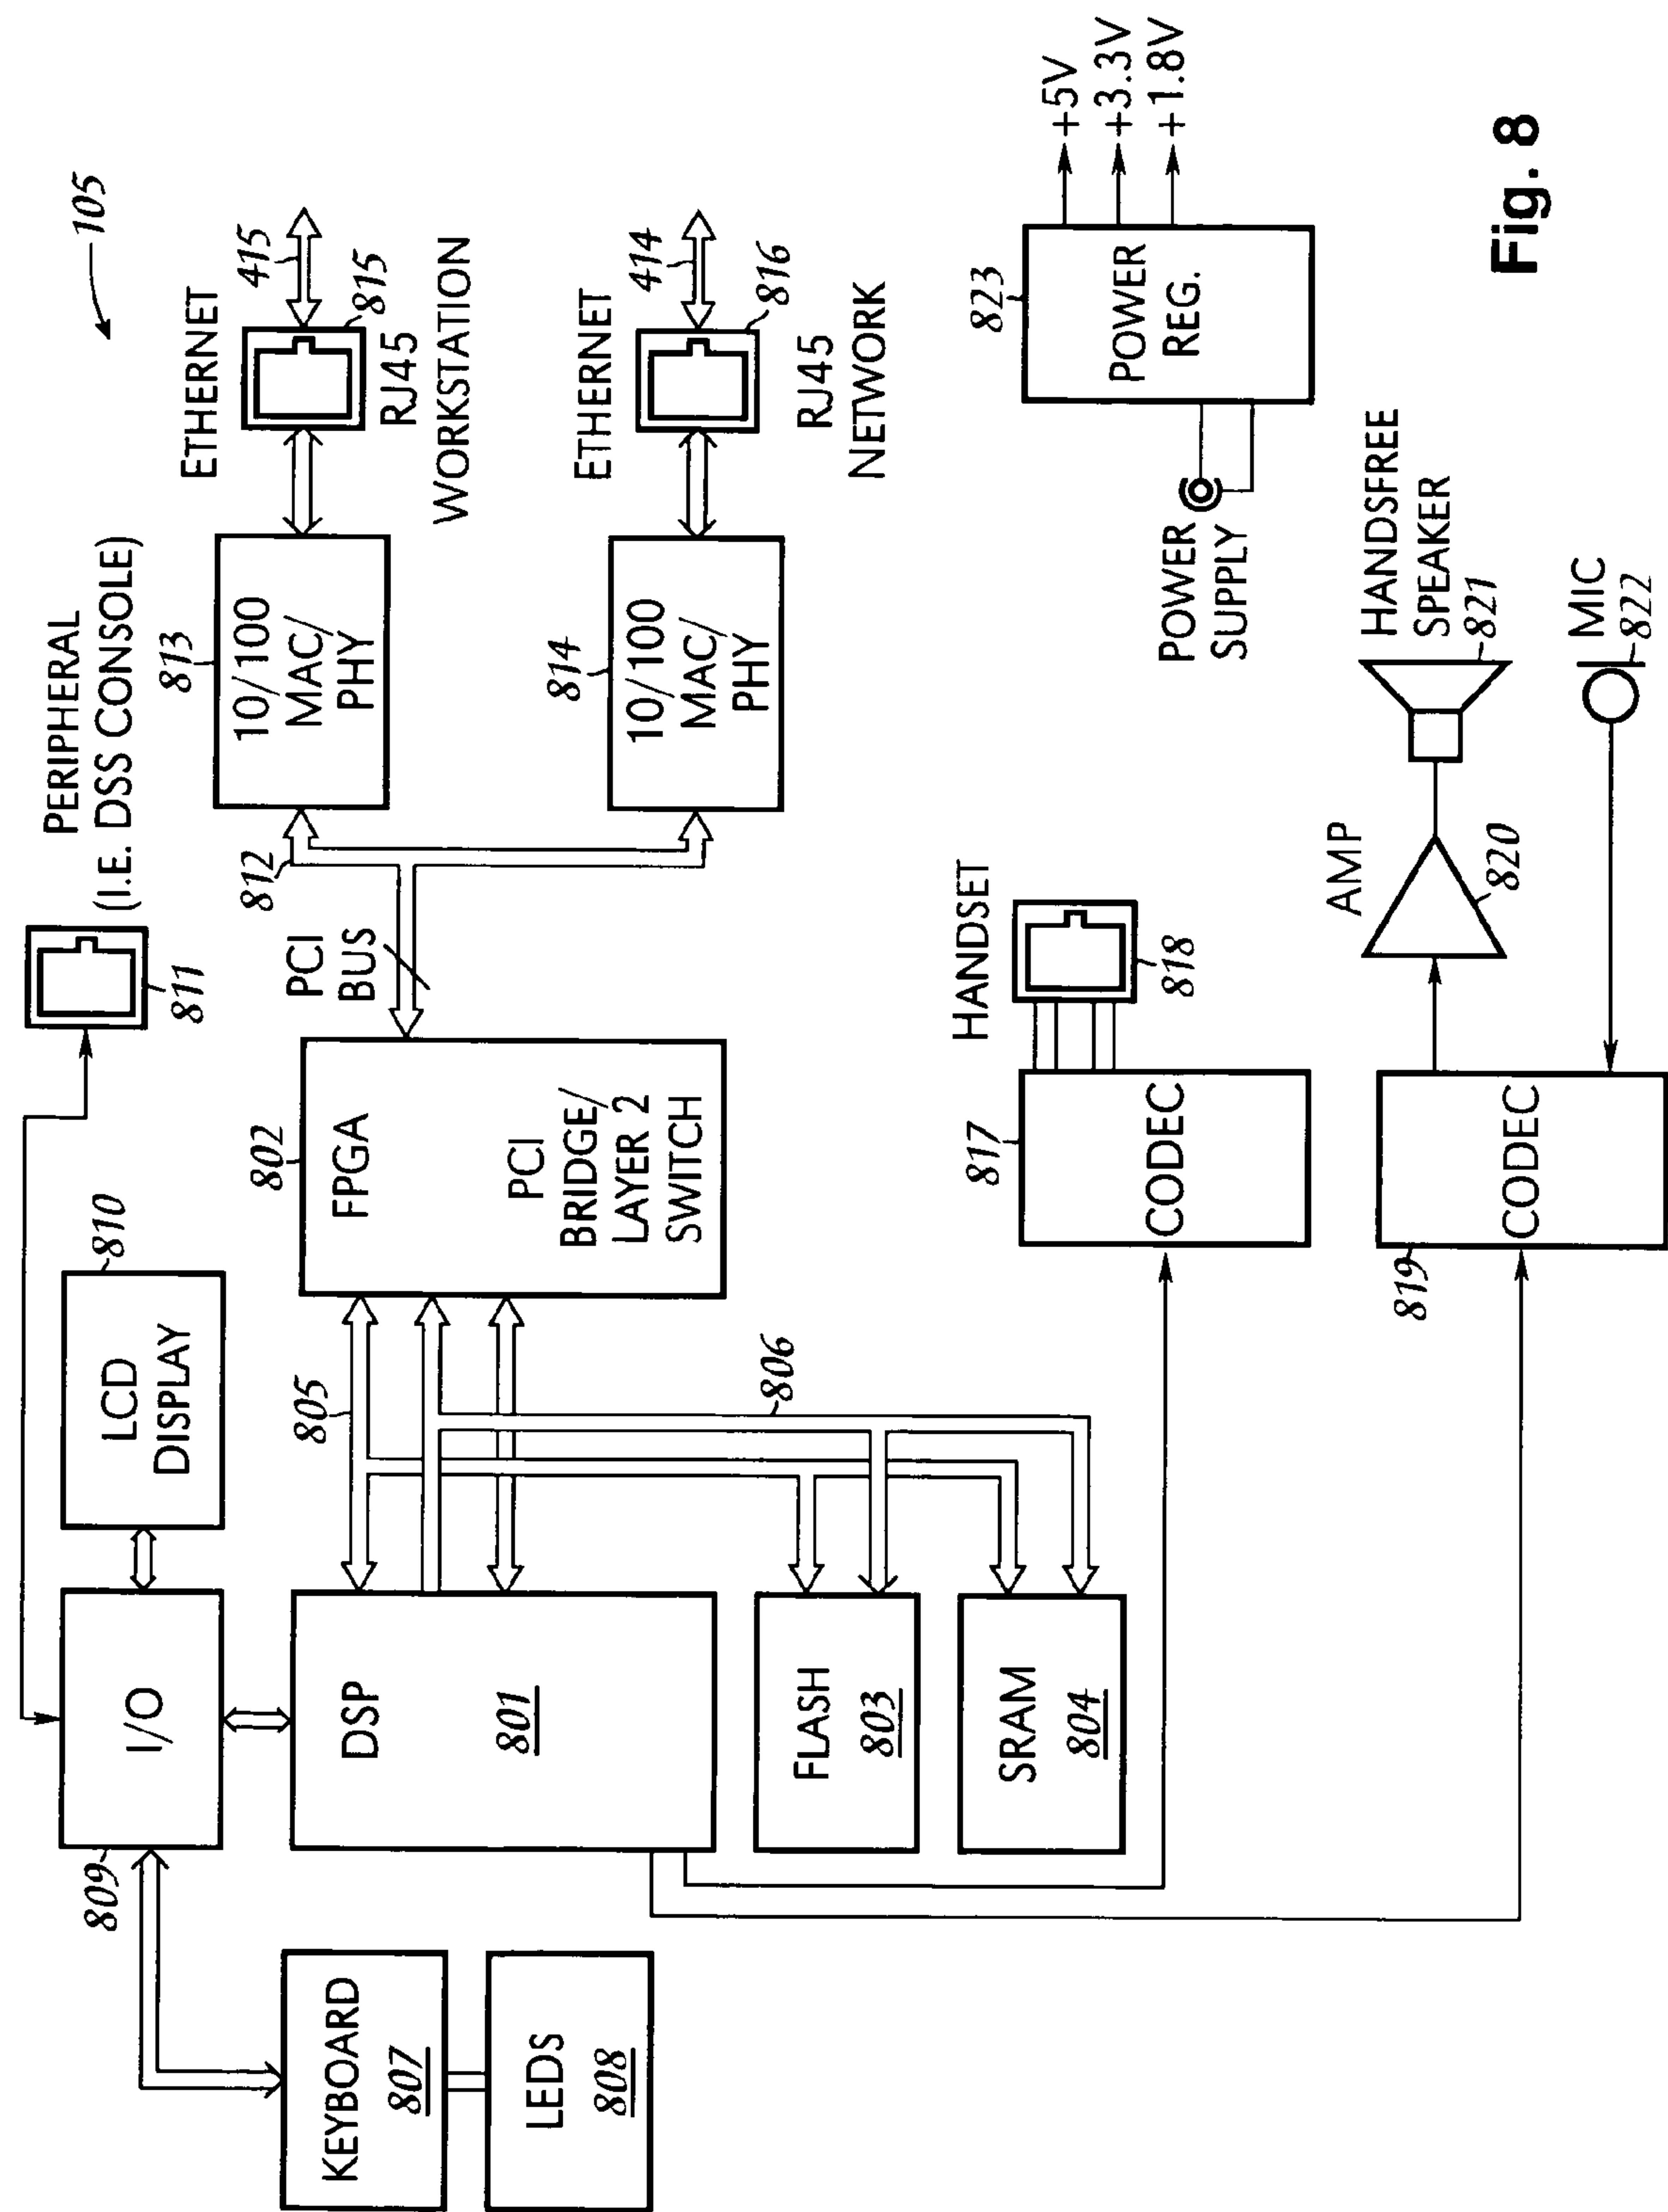 105
PERIPHERAL
(I.E. DSS CONSOLE)
811
LCD
DISPLAY
810
I/O
809
KEYBOARD
807
LEDS
808
DSP
801
FLASH
803
SRAM
804
805
806
FPGA
802
PCI
BRIDGE/
LAYER 2
SWITCH
PCI
BUS
812
10/100
MAC/
PHY
813
ETHERNET
415
815
RJ45
WORKSTATION
10/100
MAC/
PHY
814
ETHERNET
414
816
RJ45
NETWORK
HANDSET
818
817
CODEC
819
CODEC
AMP
820
HANDSFREE
SPEAKER
821
MIC
822
POWER
SUPPLY
823
POWER
REG.
+5V
+3.3V
+1.8V
Fig. 8